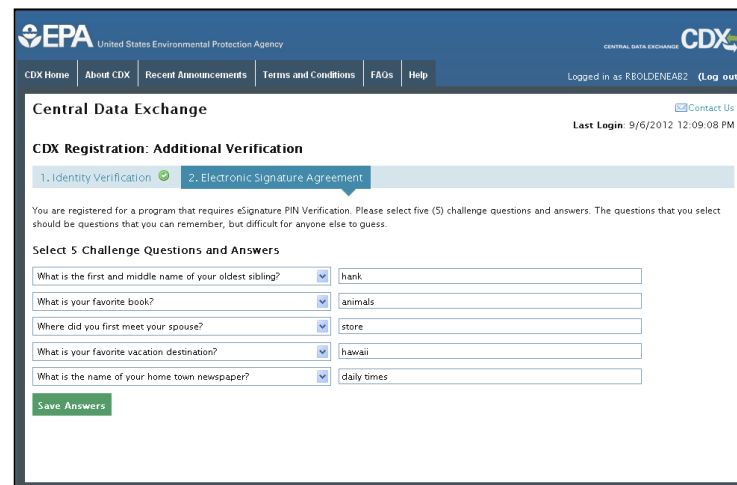 EPA United States Environmental Protection Agency
CENTRAL DATA EXCHANGE CDX
CDX Home About CDX Recent Announcements Terms and Conditions FAQs Help Logged in as RBOLDENEAB2 (Log out
Central Data Exchange Contact Us
Last Login: 9/6/2012 12:09:08 PM
CDX Registration: Additional Verification
1. Identity Verification 2. Electronic Signature Agreement
You are registered for a program that requires eSignature PIN Verification. Please select five (5) challenge questions and answers. The questions that you select
should be questions that you can remember, but difficult for anyone else to guess.
Select 5 Challenge Questions and Answers
What is the first and middle name of your oldest sibling? hank
What is your favorite book? animals
Where did you first meet your spouse? store
What is your favorite vacation destination? hawaii
What is the name of your home town newspaper? daily times
Save Answers